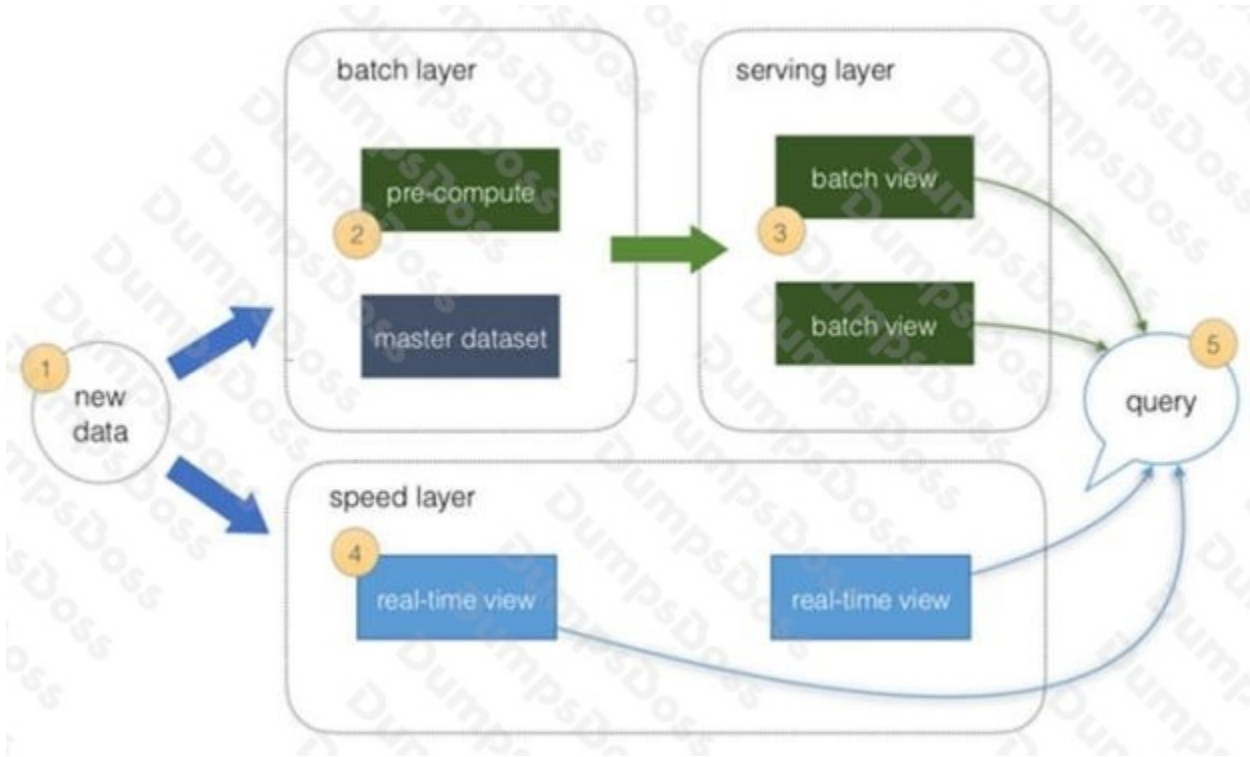 batch layer
serving layer
pre-compute
batch view
2
3
master dataset
batch view
1
new
data
5
query
speed layer
4
real-time view
real-time view
DumpsDoss